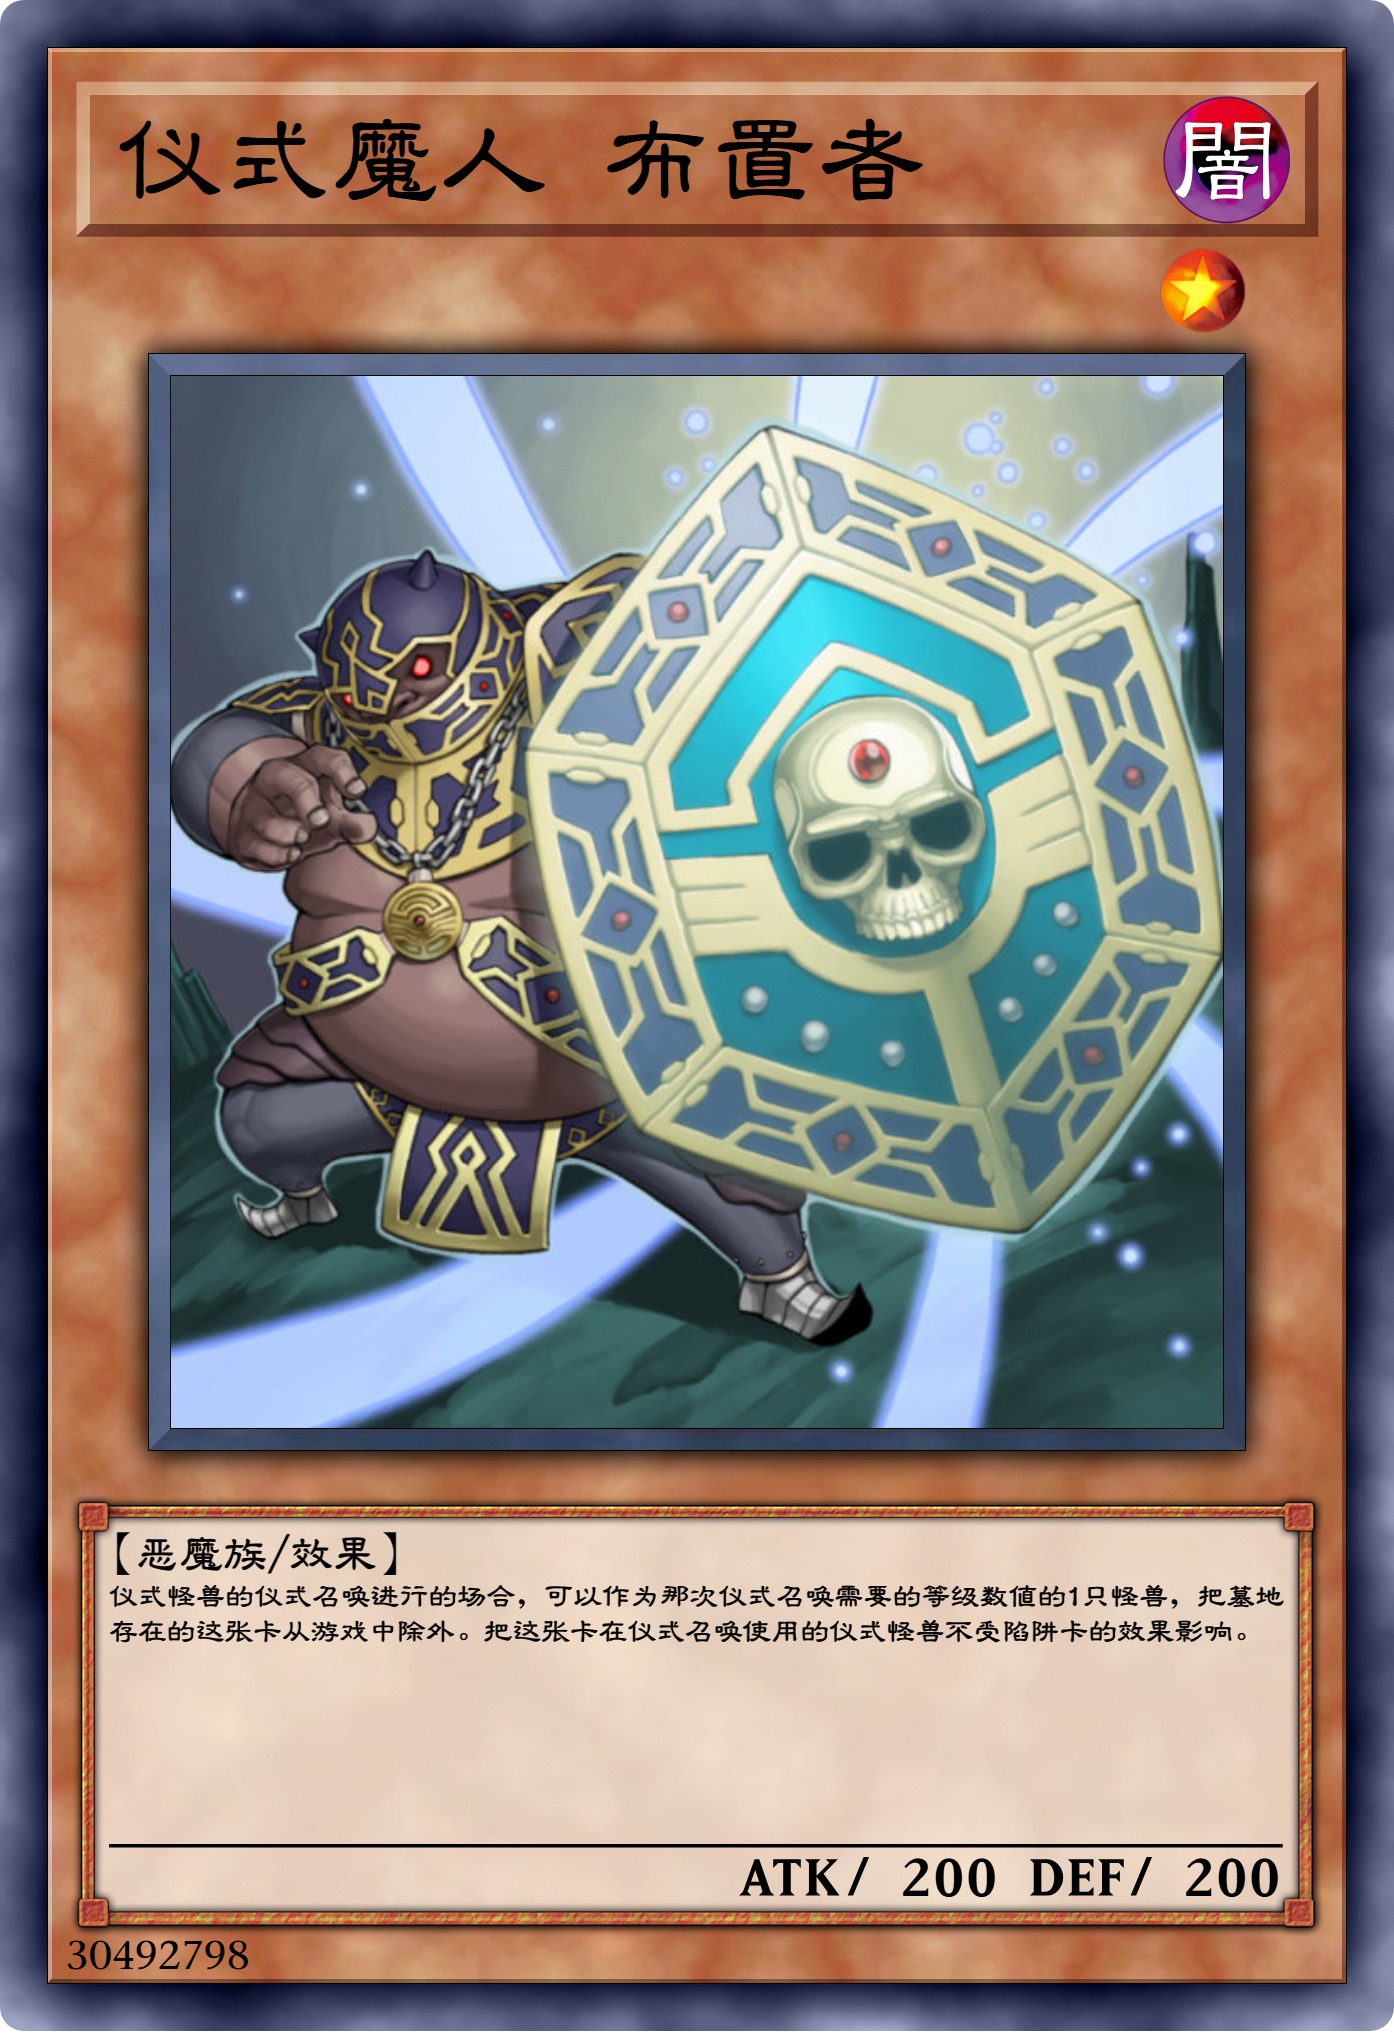 仪式魔人 布置者
闇
【恶魔族/效果】
仪式怪兽的仪式召唤进行的场合，可以作为那次仪式召唤需要的等级数值的1只怪兽，把墓地
存在的这张卡从游戏中除外。把这张卡在仪式召唤使用的仪式怪兽不受陷阱卡的效果影响。
ATK/ 200 DEF/ 200
30492798